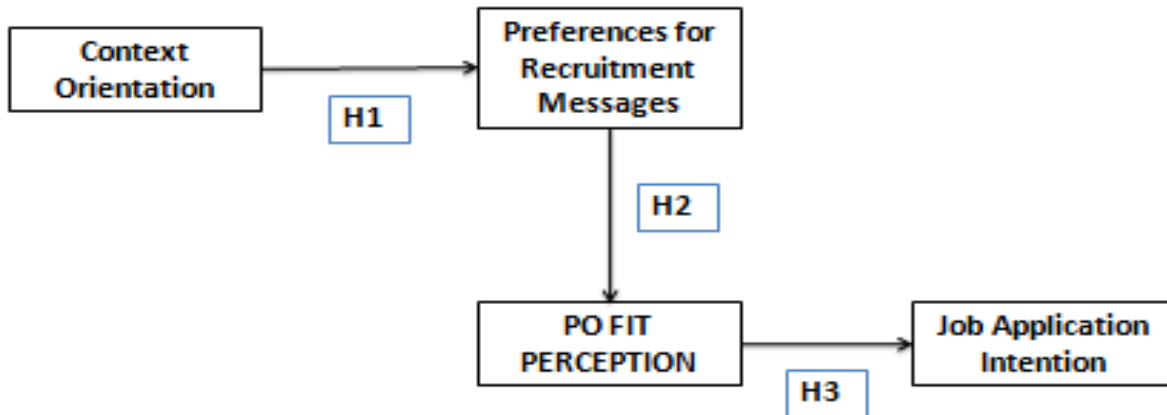 Context
Orientation
Preferences for
Recruitment
Messages
H1
H2
PO FIT
PERCEPTION
Job Application
Intention
H3